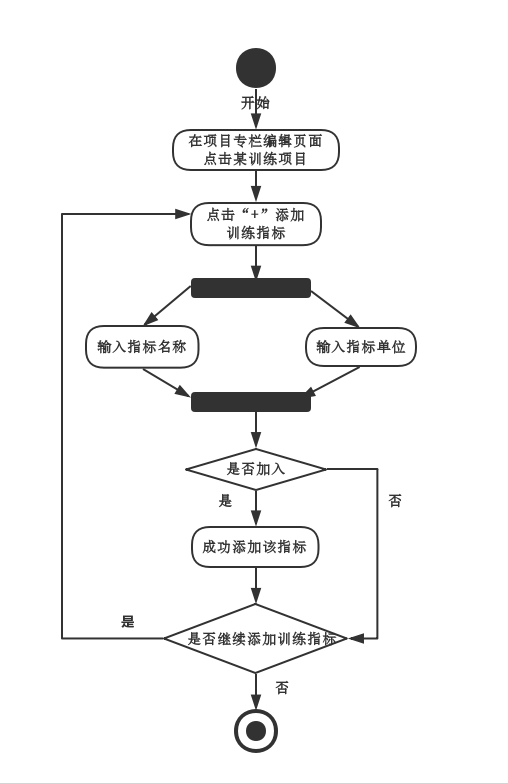 开始
在项目专栏编辑页面
点击某训练项目
点击“+”添加
训练指标
输入指标名称
输入指标单位
是否加入
是
否
成功添加该指标
是
是否继续添加训练指标
否